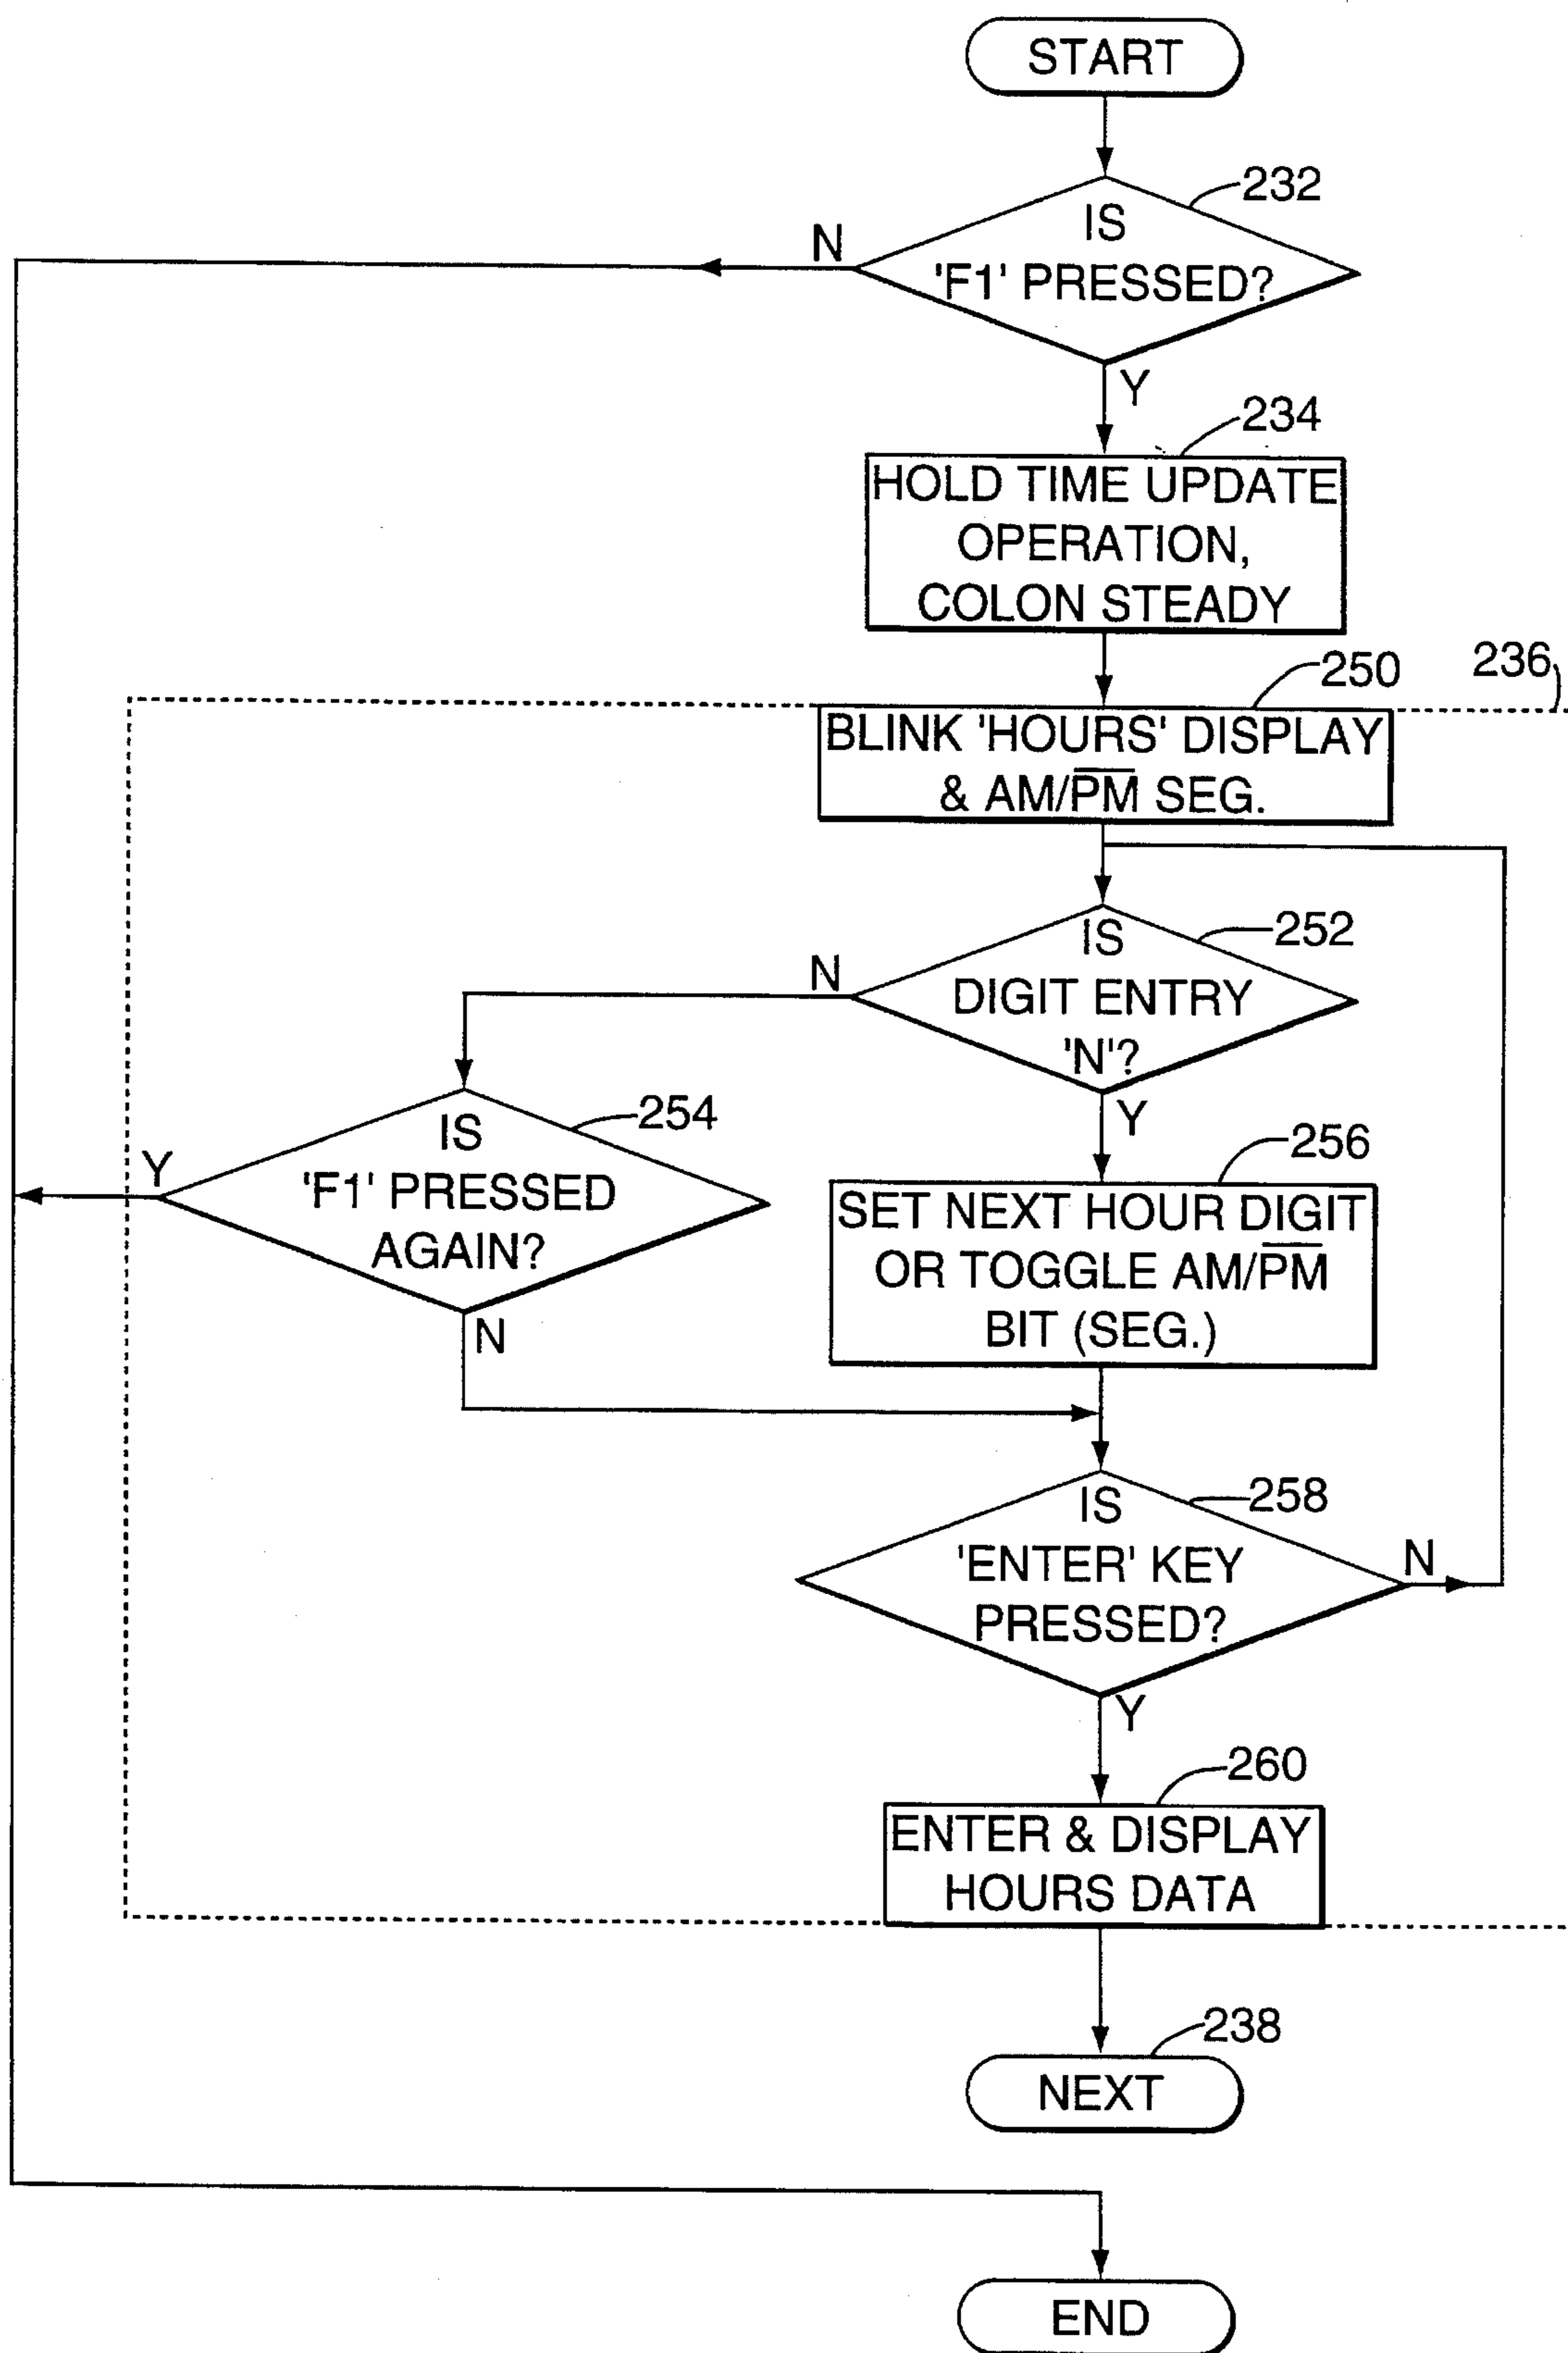 START
232
IS
'F1' PRESSED?
N
Y
234
HOLD TIME UPDATE
OPERATION,
COLON STEADY
250
236
BLINK 'HOURS' DISPLAY
& AM/P̅M̅ SEG.
252
IS
DIGIT ENTRY
'N'?
N
Y
254
IS
'F1' PRESSED
AGAIN?
Y
N
256
SET NEXT HOUR DIGIT
OR TOGGLE AM/P̅M̅
BIT (SEG.)
258
IS
'ENTER' KEY
PRESSED?
N
Y
260
ENTER & DISPLAY
HOURS DATA
238
NEXT
END